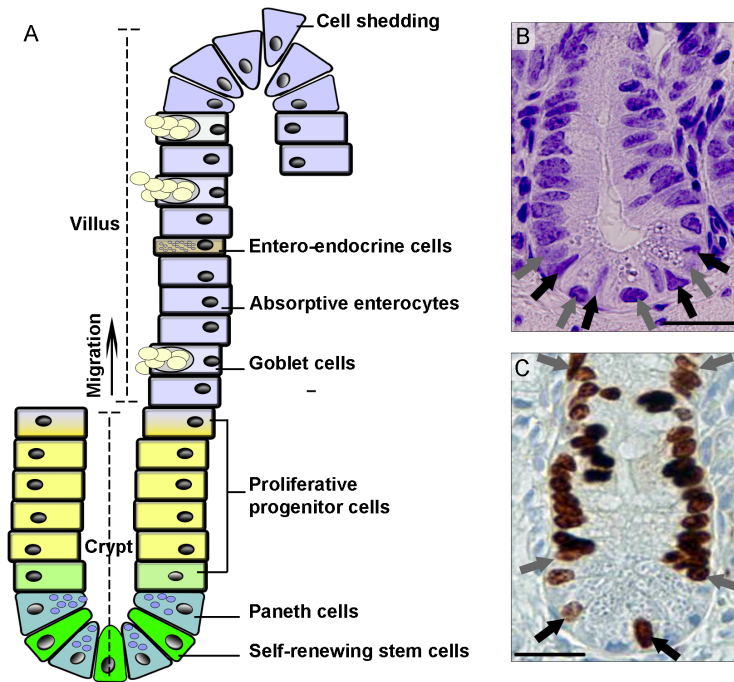 A
Cell shedding
Villus
Entero-endocrine cells
Absorptive enterocytes
Migration
Goblet cells
Proliferative
progenitor cells
Crypt
Paneth cells
Self-renewing stem cells
B
C